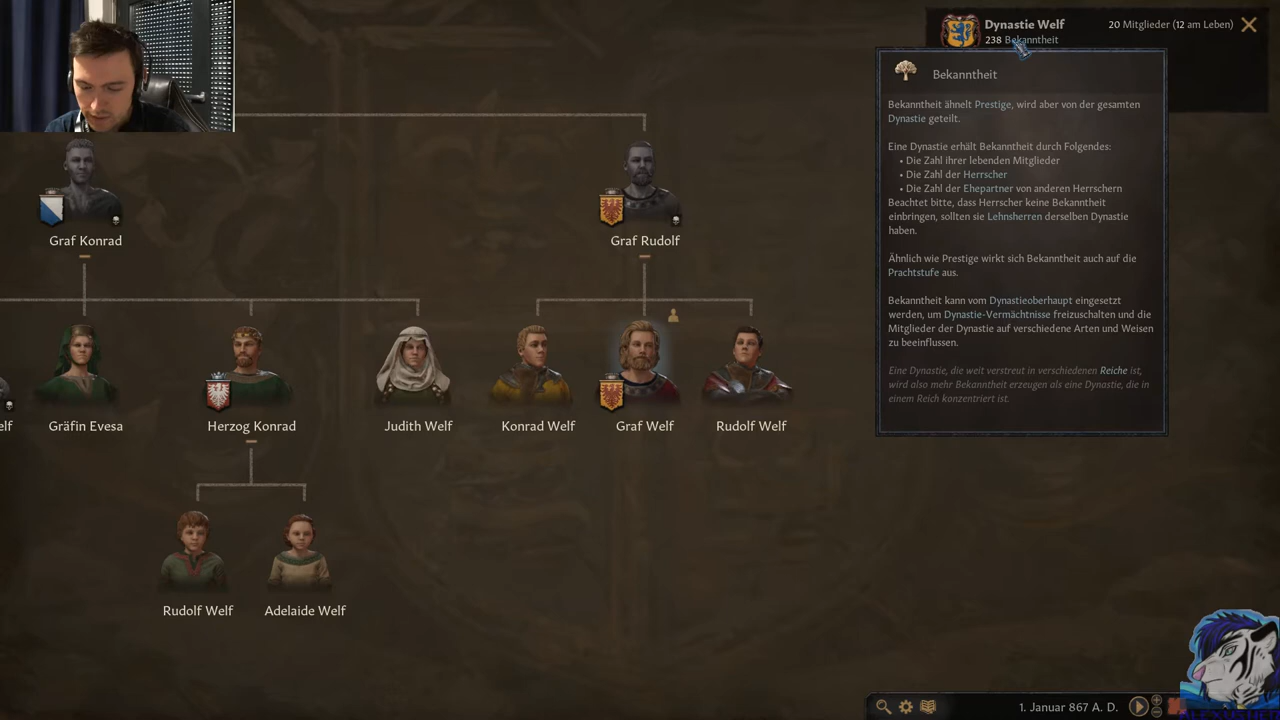 Dynastie Welf
20 Mitglieder (12 am Leben)
238 Bekanntheit
Bekanntheit
Bekanntheit ähnelt Prestige, wird aber von der gesamten
Dynastie geteilt.
Eine Dynastie erhält Bekanntheit durch Folgendes:
• Die Zahl ihrer lebenden Mitglieder
• Die Zahl der Herrscher
• Die Zahl der Ehepartner von anderen Herrschern
Beachtet bitte, dass Herrscher keine Bekanntheit
einbringen, sollten sie Lehnsherren derselben Dynastie
haben.
Ähnlich wie Prestige wirkt sich Bekanntheit auch auf die
Prachtstufe aus.
Bekanntheit kann vom Dynastieoberhaupt eingesetzt
werden, um Dynastie-Vermächtnisse freizuschalten und die
Mitglieder der Dynastie auf verschiedene Arten und Weisen
zu beeinflussen.
Eine Dynastie, die weit verstreut in verschiedenen Reiche ist,
wird also mehr Bekanntheit erzeugen als eine Dynastie, die in
einem Reich konzentriert ist.
Graf Konrad
Graf Rudolf
elf
Gräfin Evesa
Herzog Konrad
Judith Welf
Konrad Welf
Graf Welf
Rudolf Welf
Rudolf Welf
Adelaide Welf
1. Januar 867 A. D.